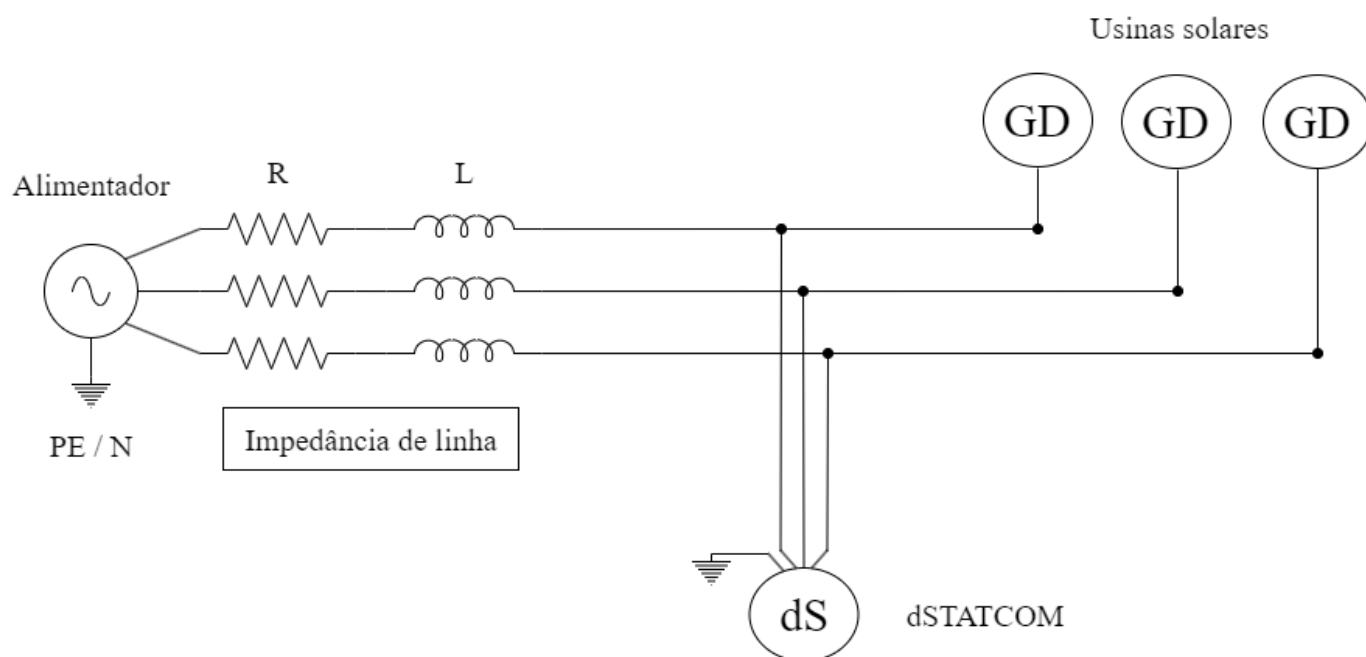 Usinas solares
GD GD GD
R L
Alimentador
PE / N
Impedância de linha
dS dSTATCOM